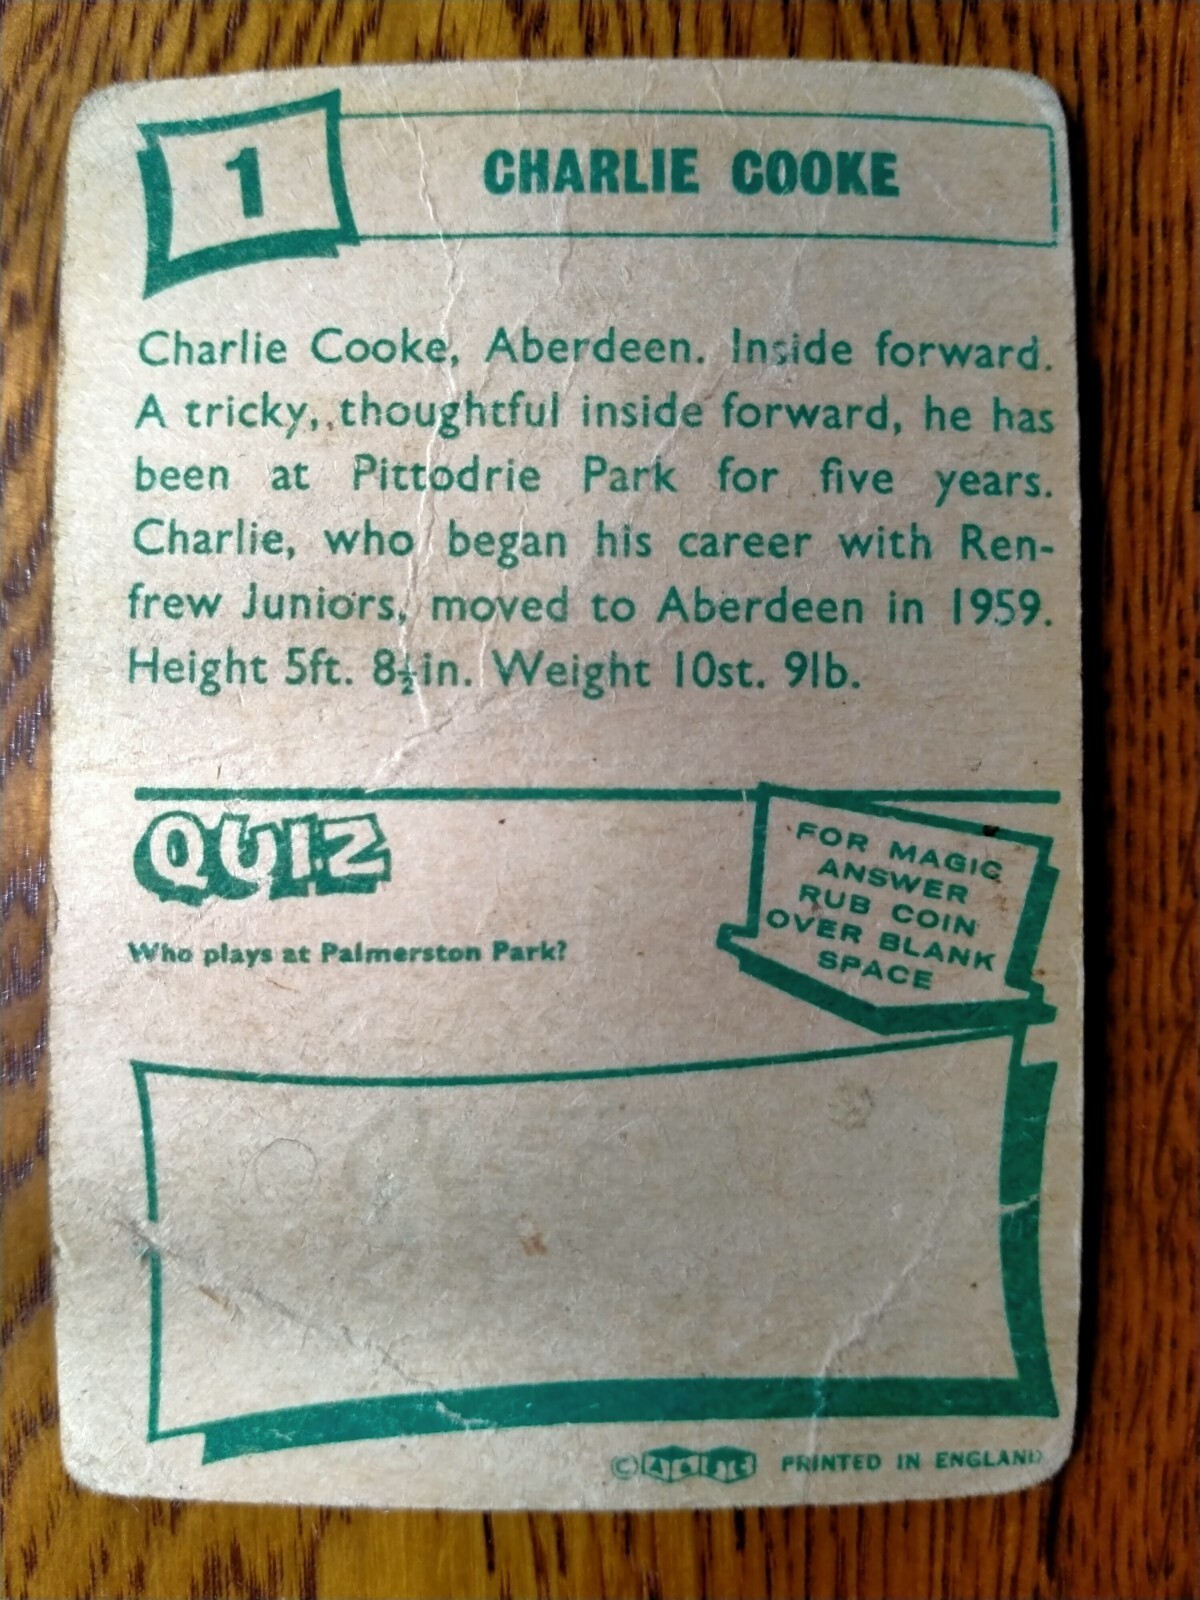 1
CHARLIE COOKE
Charlie Cooke, Aberdeen. Inside forward.
A tricky, thoughtful inside forward, he has
been at Pittodrie Park for five years.
Charlie, who began his career with Ren-
frew Juniors, moved to Aberdeen in 1959.
Height 5ft. 8½in. Weight 10st. 9lb.
QUIZ
FOR MAGIC
ANSWER
RUB COIN
OVER BLANK
SPACE
Who plays at Palmerston Park?
© A&BC PRINTED IN ENGLAND